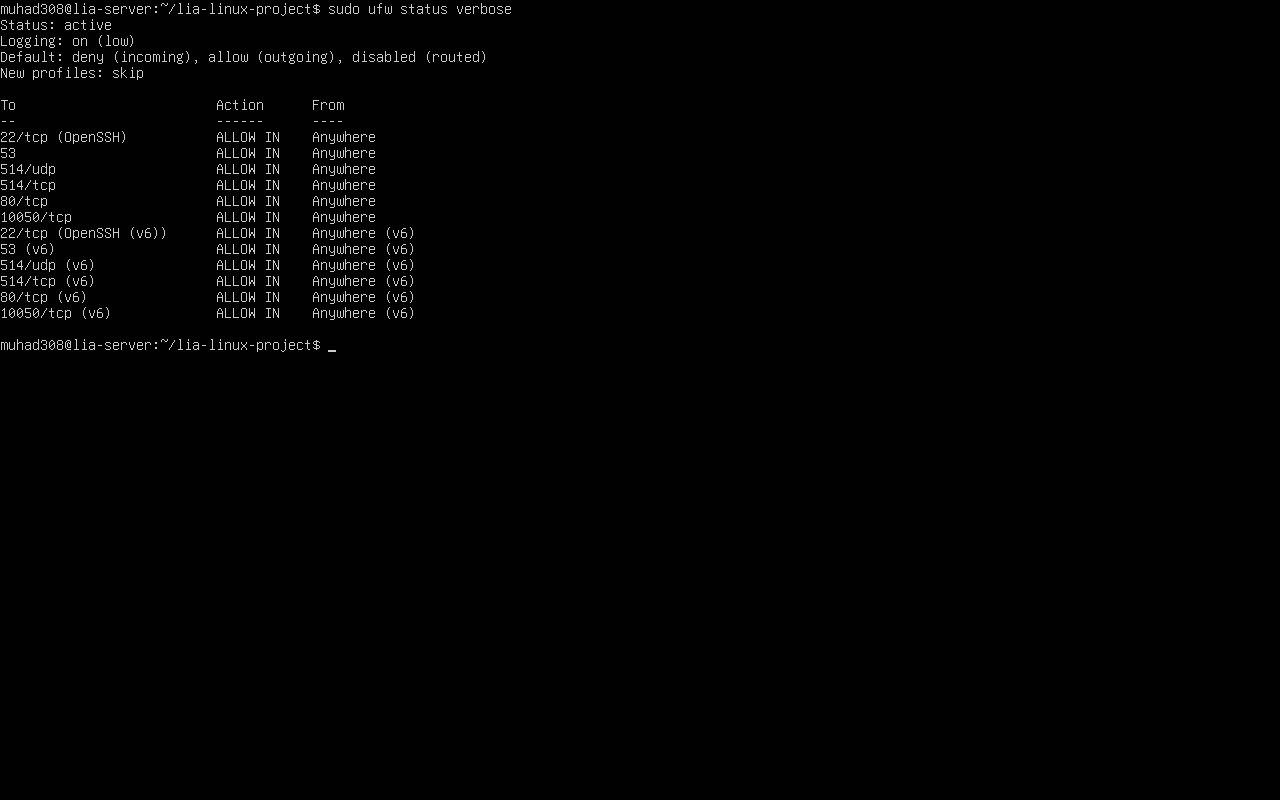 muhad308@lia-server:~/lia-linux-project$ sudo ufw status verbose
Status: active
Logging: on (low)
Default: deny (incoming), allow (outgoing), disabled (routed)
New profiles: skip
To                         Action      From
--                         ------      ----
22/tcp (OpenSSH)           ALLOW IN    Anywhere
53                         ALLOW IN    Anywhere
514/udp                    ALLOW IN    Anywhere
514/tcp                    ALLOW IN    Anywhere
80/tcp                     ALLOW IN    Anywhere
10050/tcp                  ALLOW IN    Anywhere
22/tcp (OpenSSH (v6))      ALLOW IN    Anywhere (v6)
53 (v6)                    ALLOW IN    Anywhere (v6)
514/udp (v6)               ALLOW IN    Anywhere (v6)
514/tcp (v6)               ALLOW IN    Anywhere (v6)
80/tcp (v6)                ALLOW IN    Anywhere (v6)
10050/tcp (v6)             ALLOW IN    Anywhere (v6)
muhad308@lia-server:~/lia-linux-project$ _